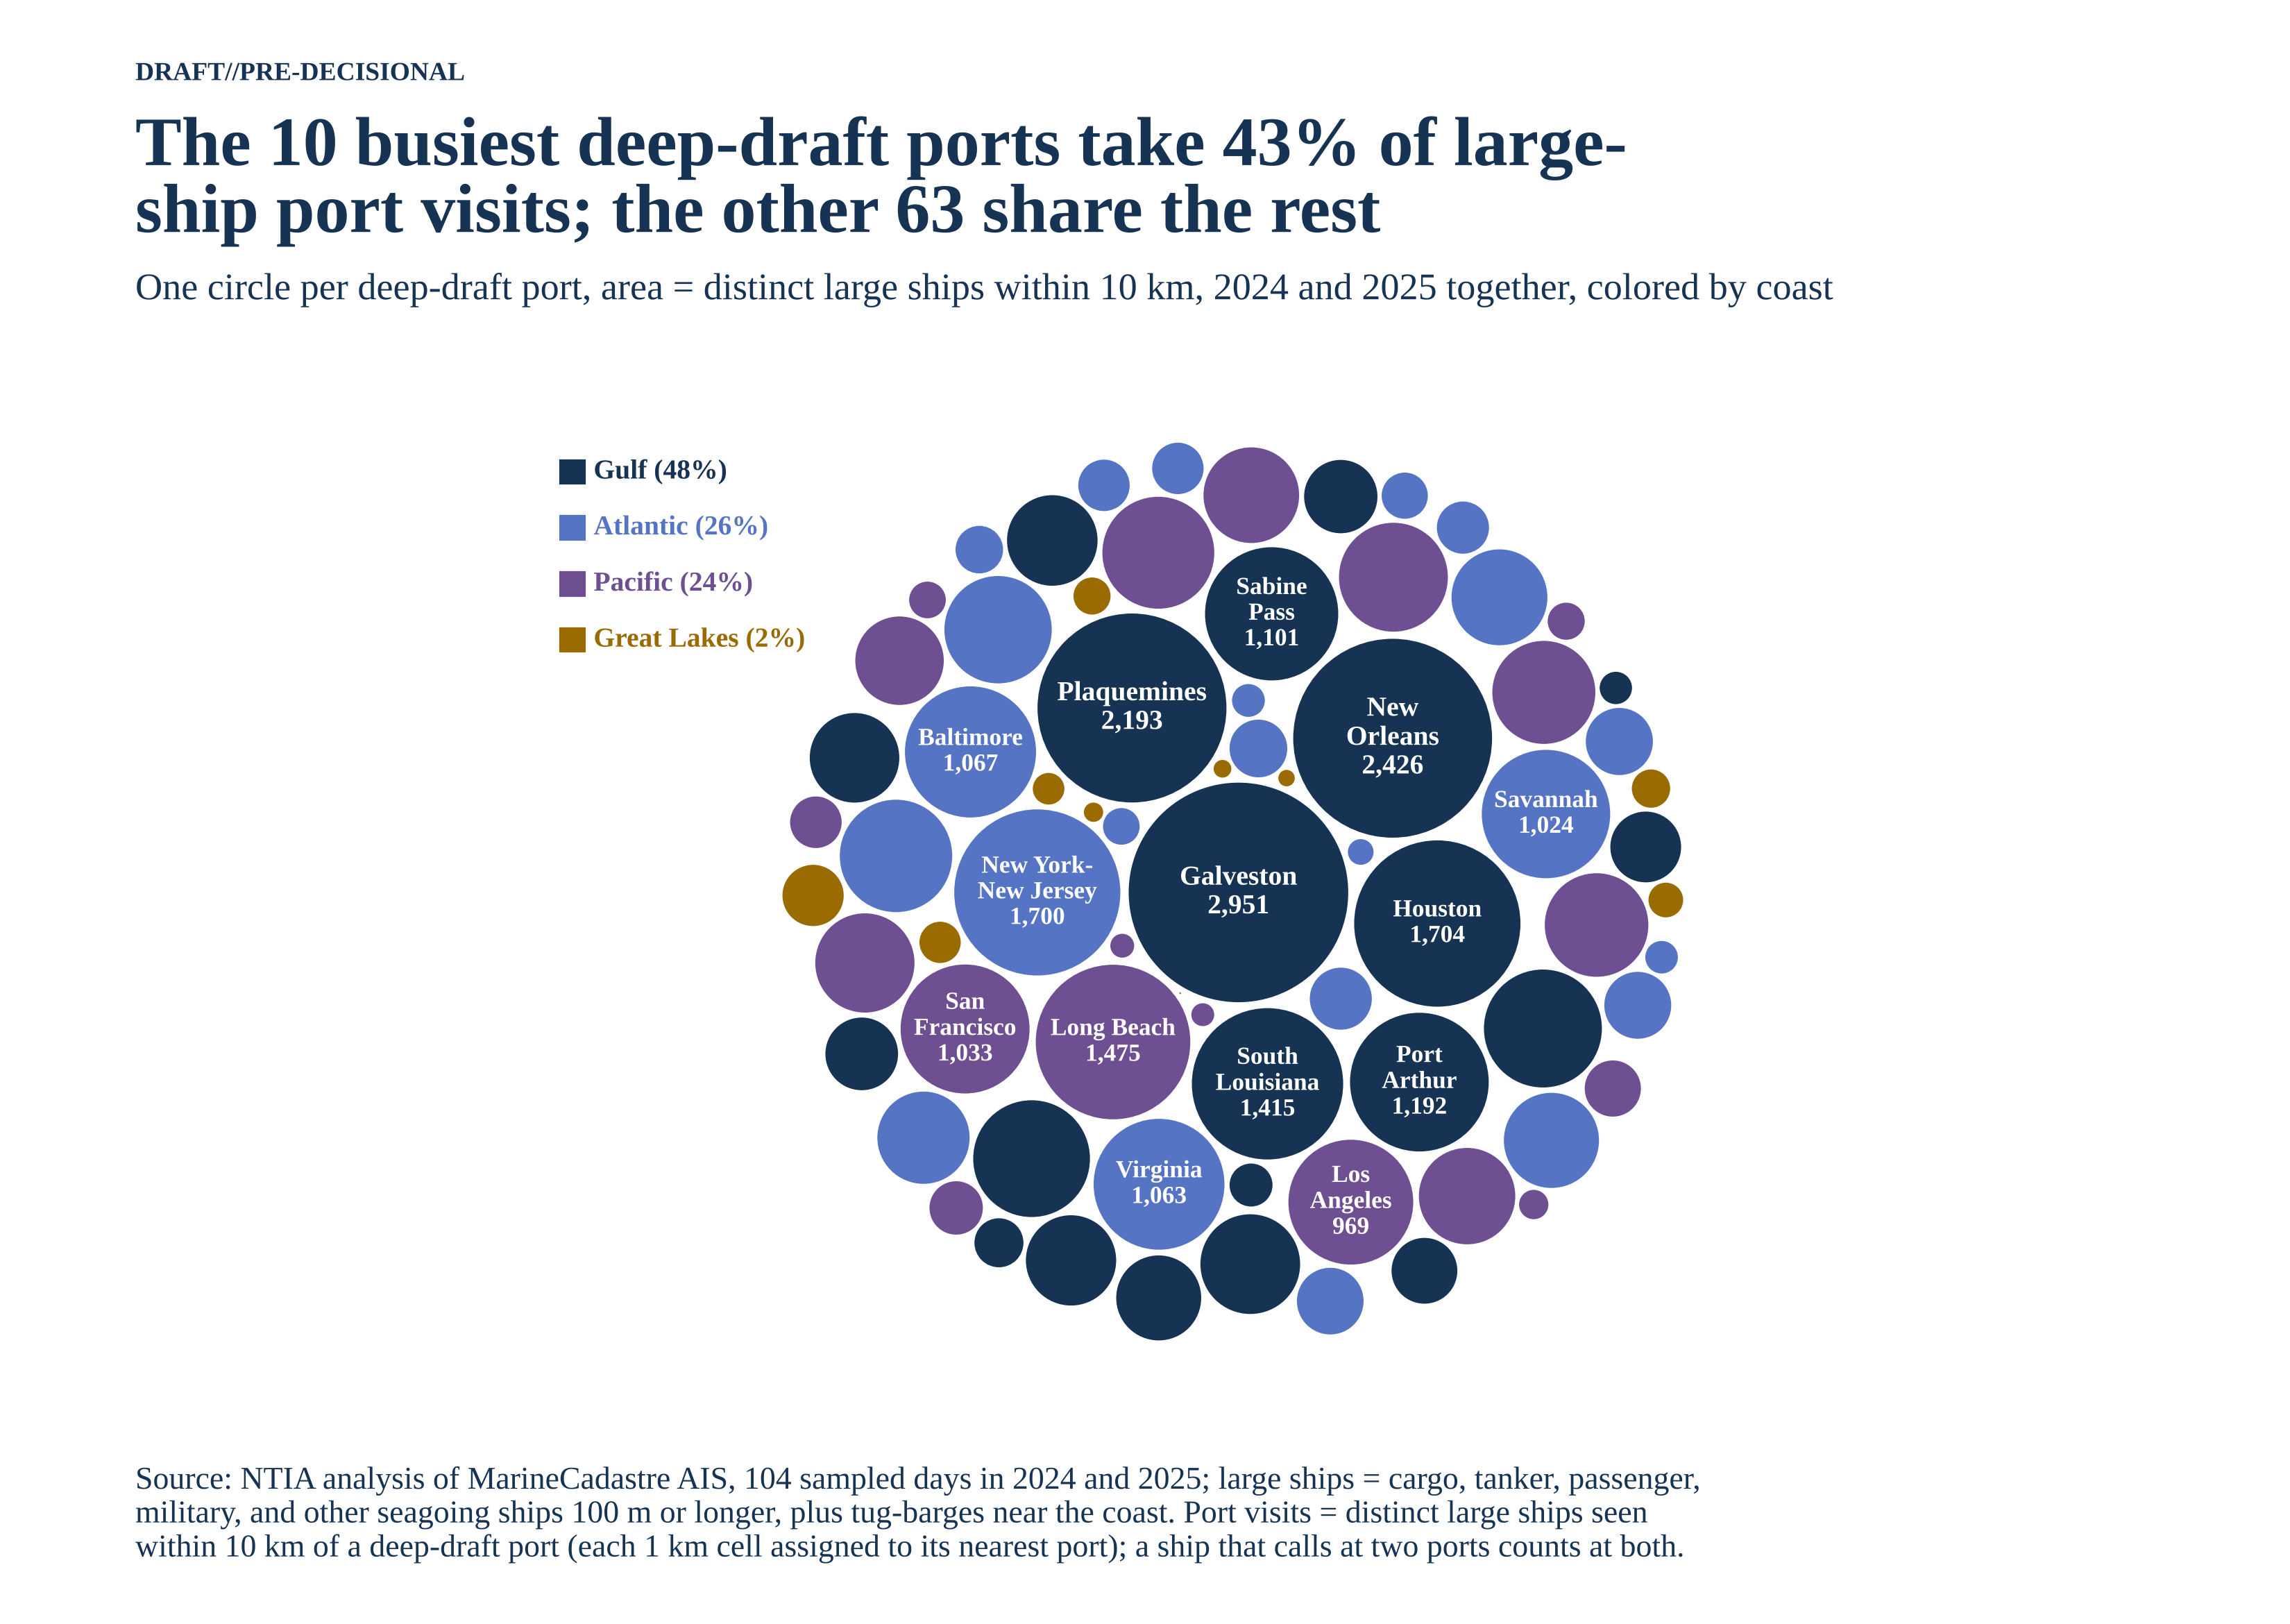 DRAFT//PRE-DECISIONAL
The 10 busiest deep-draft ports take 43% of large-
ship port visits; the other 63 share the rest
One circle per deep-draft port, area = distinct large ships within 10 km, 2024 and 2025 together, colored by coast
Gulf (48%)
Atlantic (26%)
Pacific (24%)
Great Lakes (2%)
Sabine
Pass
1,101
Plaquemines
2,193
New
Orleans
2,426
Baltimore
1,067
Savannah
1,024
New York-
New Jersey
1,700
Galveston
2,951
Houston
1,704
San
Francisco
1,033
Long Beach
1,475
South
Louisiana
1,415
Port
Arthur
1,192
Virginia
1,063
Los
Angeles
969
Source: NTIA analysis of MarineCadastre AIS, 104 sampled days in 2024 and 2025; large ships = cargo, tanker, passenger,
military, and other seagoing ships 100 m or longer, plus tug-barges near the coast. Port visits = distinct large ships seen
within 10 km of a deep-draft port (each 1 km cell assigned to its nearest port); a ship that calls at two ports counts at both.